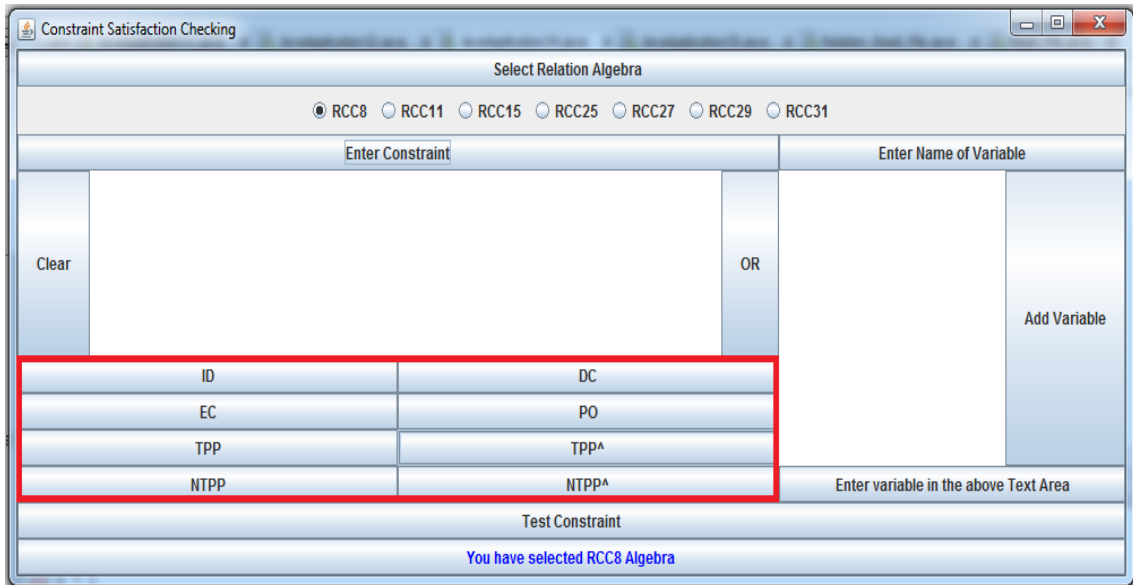 Constraint Satisfaction Checking
Select Relation Algebra
RCC8 RCC11 RCC15 RCC25 RCC27 RCC29 RCC31
Enter Constraint Enter Name of Variable
Clear OR Add Variable
ID DC
EC PO
TPP TPP^
NTPP NTPP^ Enter variable in the above Text Area
Test Constraint
You have selected RCC8 Algebra